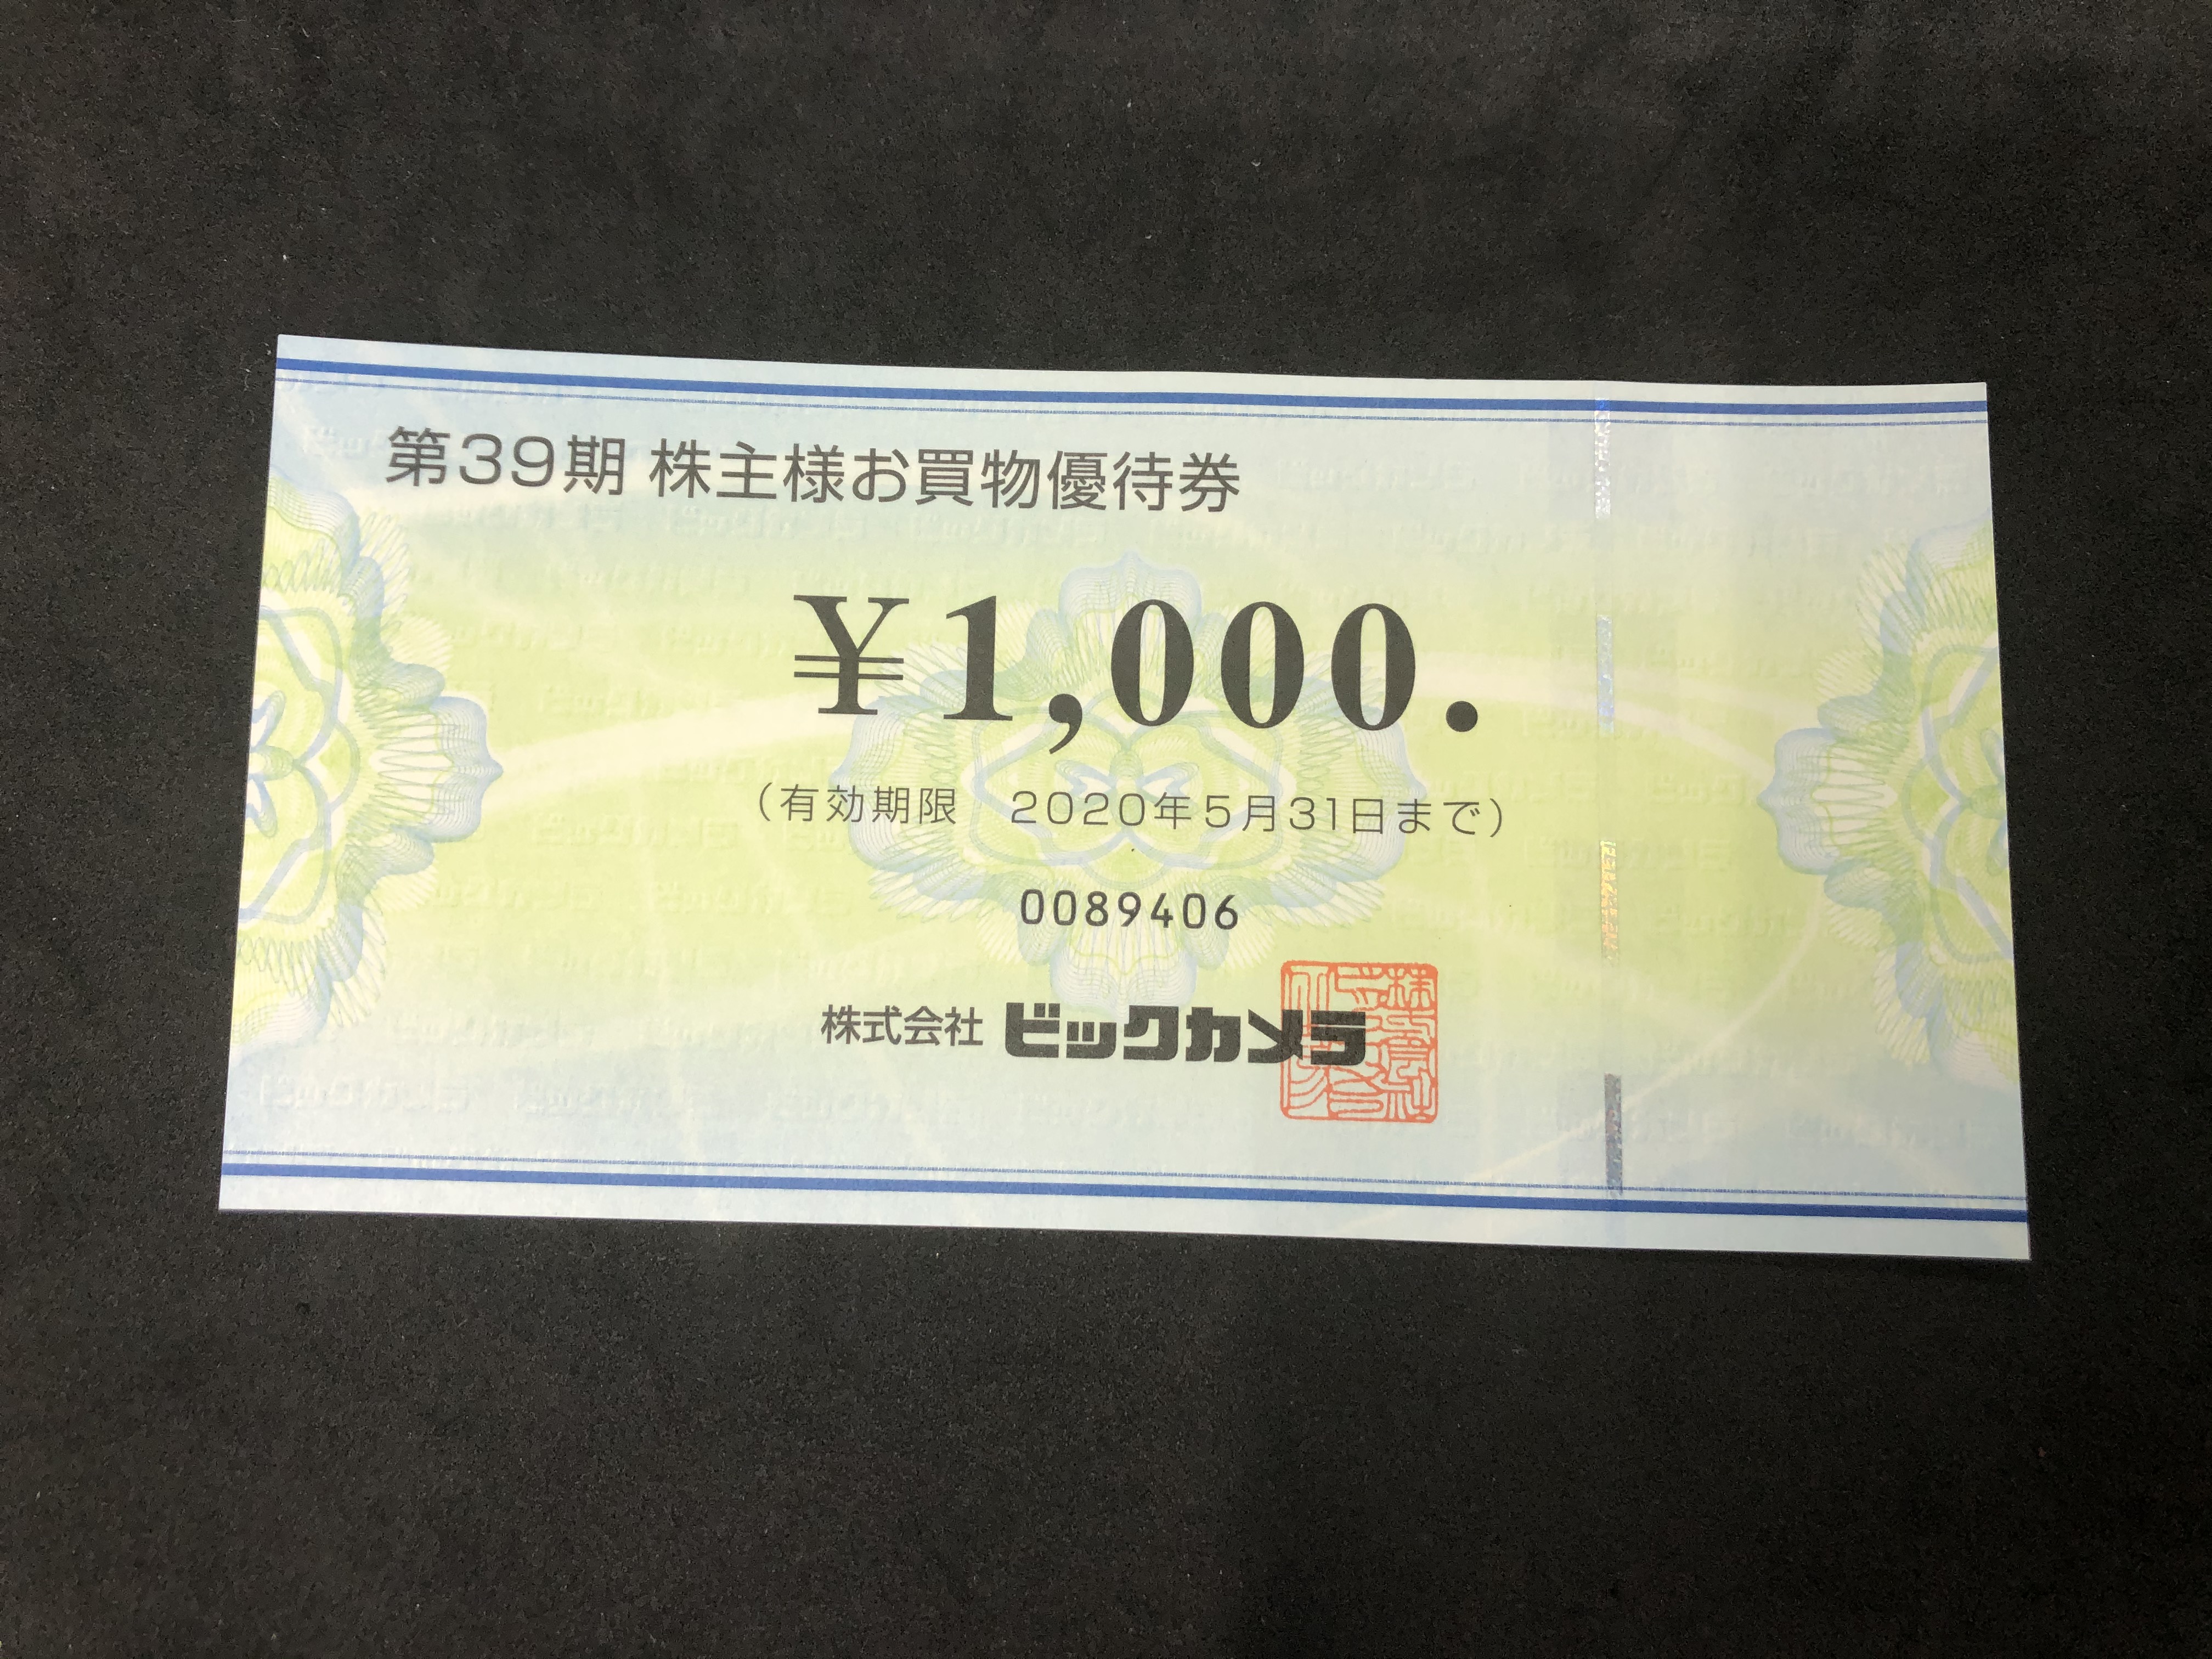 第39期 株主様お買物優待券
¥1,000.
(有効期限　2020年5月31日まで)
0089406
株式会社 ビックカメラ